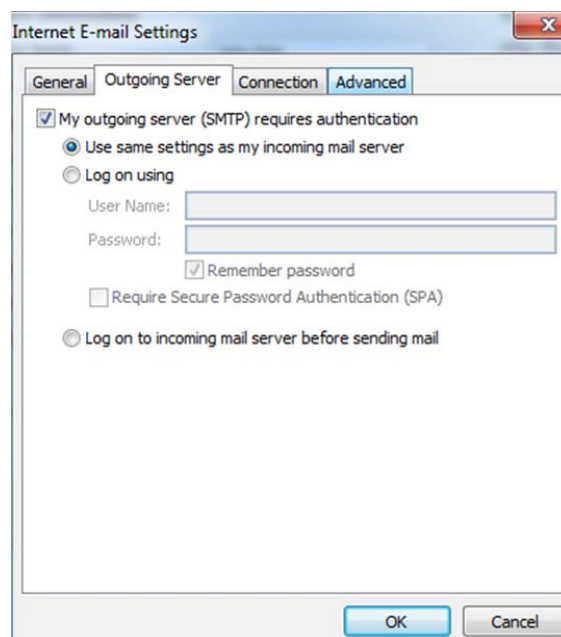 Internet E-mail Settings
General Outgoing Server Connection Advanced
My outgoing server (SMTP) requires authentication
Use same settings as my incoming mail server
Log on using
User Name:
Password:
Remember password
Require Secure Password Authentication (SPA)
Log on to incoming mail server before sending mail
OK Cancel